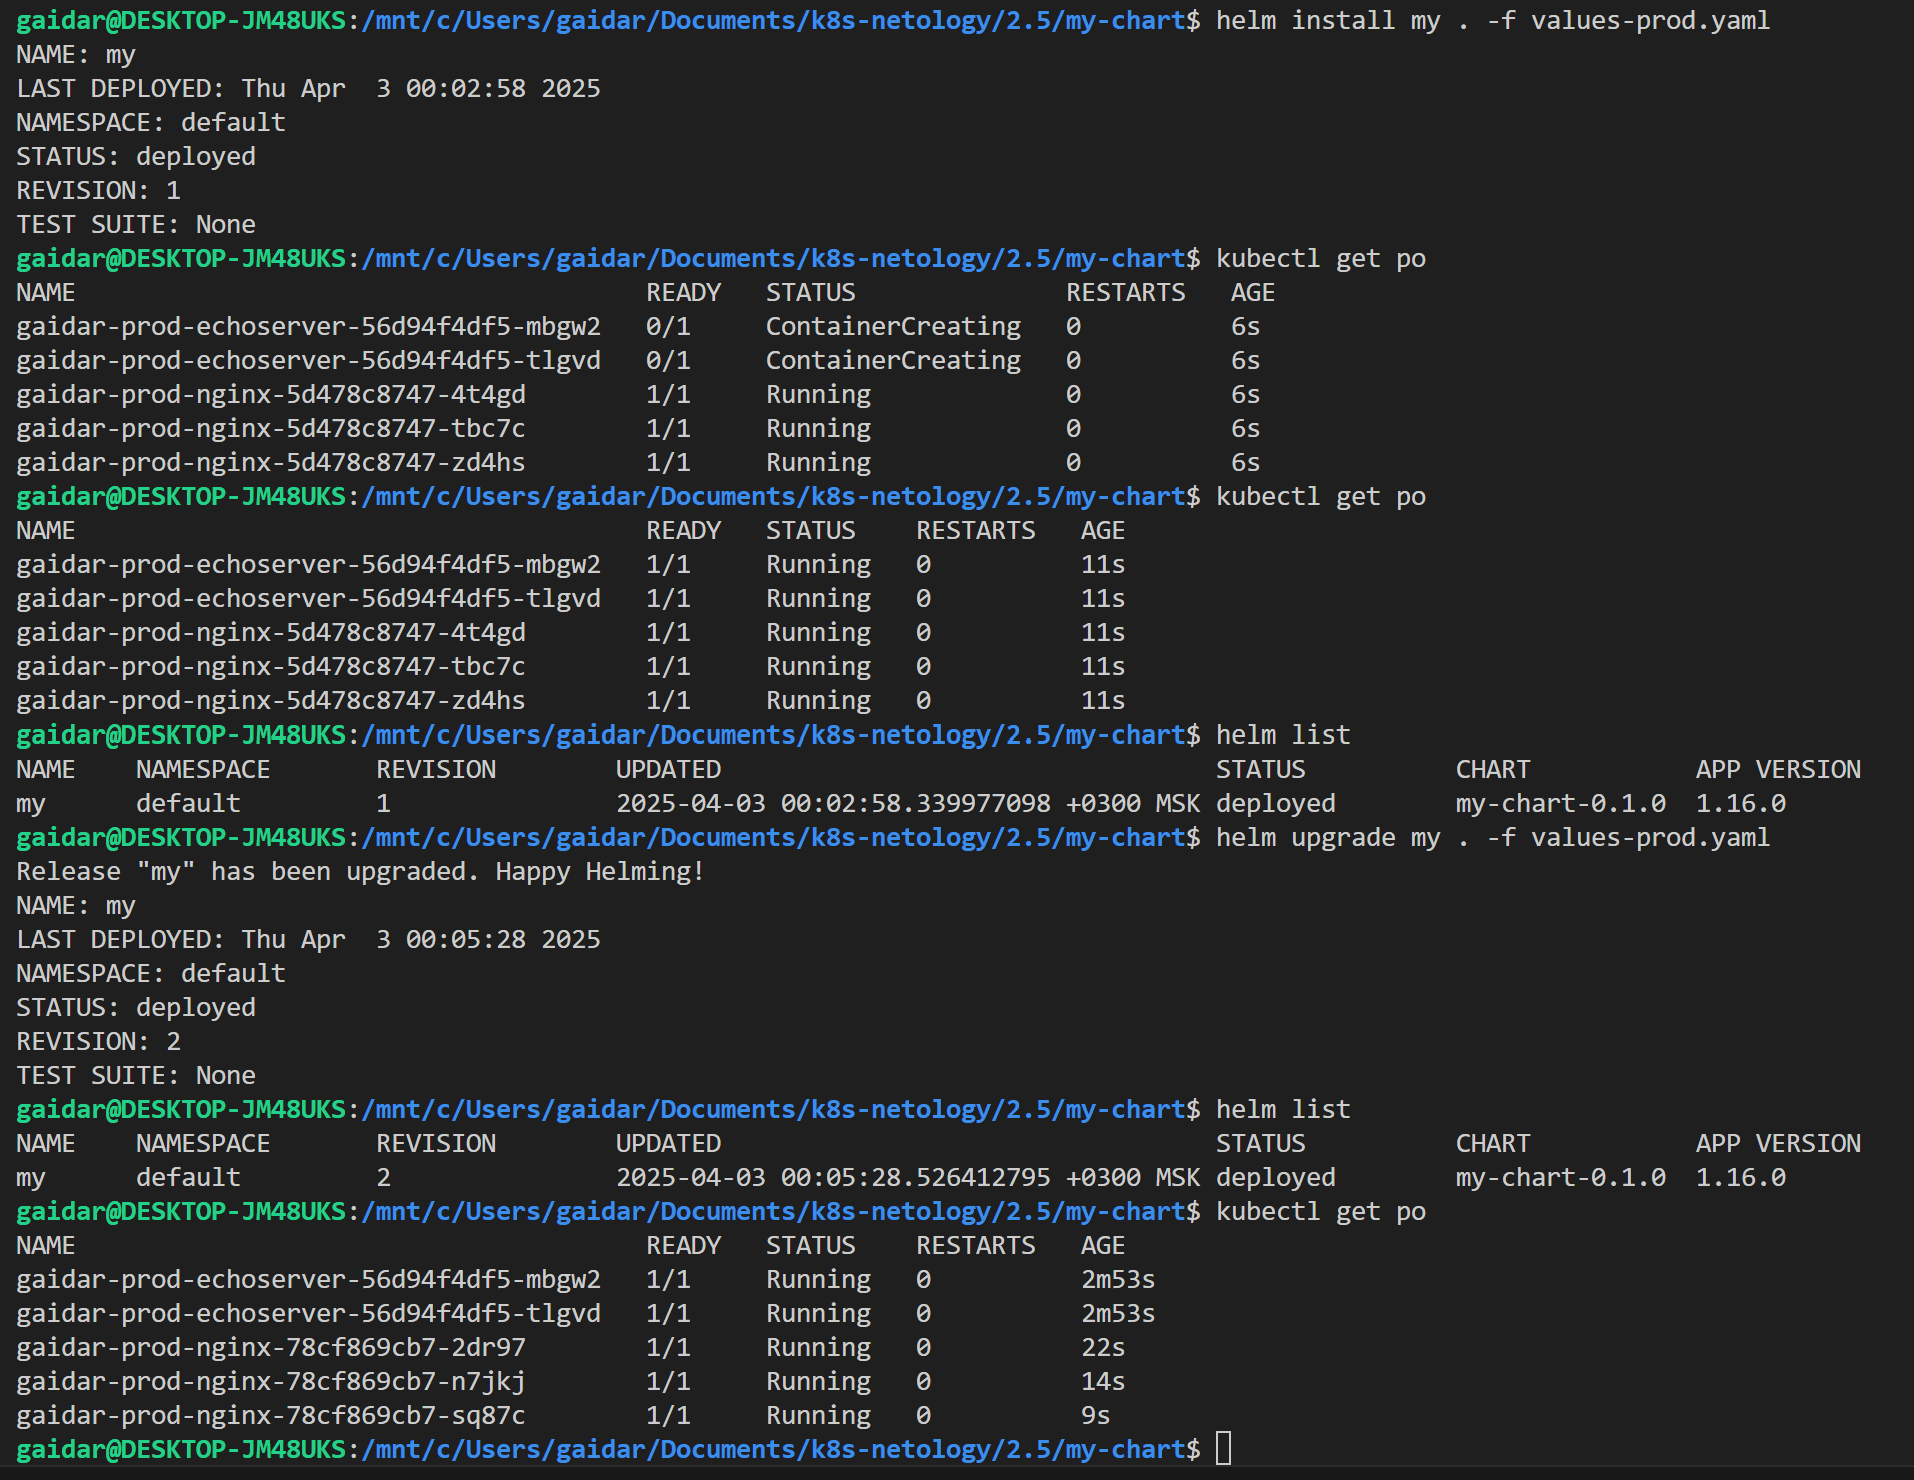 gaidar@DESKTOP-JM48UKS:/mnt/c/Users/gaidar/Documents/k8s-netology/2.5/my-chart$ helm install my . -f values-prod.yaml
NAME: my
LAST DEPLOYED: Thu Apr  3 00:02:58 2025
NAMESPACE: default
STATUS: deployed
REVISION: 1
TEST SUITE: None
gaidar@DESKTOP-JM48UKS:/mnt/c/Users/gaidar/Documents/k8s-netology/2.5/my-chart$ kubectl get po
NAME                                      READY   STATUS              RESTARTS   AGE
gaidar-prod-echoserver-56d94f4df5-mbgw2   0/1     ContainerCreating   0          6s
gaidar-prod-echoserver-56d94f4df5-tlgvd   0/1     ContainerCreating   0          6s
gaidar-prod-nginx-5d478c8747-4t4gd        1/1     Running             0          6s
gaidar-prod-nginx-5d478c8747-tbc7c        1/1     Running             0          6s
gaidar-prod-nginx-5d478c8747-zd4hs        1/1     Running             0          6s
gaidar@DESKTOP-JM48UKS:/mnt/c/Users/gaidar/Documents/k8s-netology/2.5/my-chart$ kubectl get po
NAME                                      READY   STATUS    RESTARTS   AGE
gaidar-prod-echoserver-56d94f4df5-mbgw2   1/1     Running   0          11s
gaidar-prod-echoserver-56d94f4df5-tlgvd   1/1     Running   0          11s
gaidar-prod-nginx-5d478c8747-4t4gd        1/1     Running   0          11s
gaidar-prod-nginx-5d478c8747-tbc7c        1/1     Running   0          11s
gaidar-prod-nginx-5d478c8747-zd4hs        1/1     Running   0          11s
gaidar@DESKTOP-JM48UKS:/mnt/c/Users/gaidar/Documents/k8s-netology/2.5/my-chart$ helm list
NAME    NAMESPACE       REVISION        UPDATED                                 STATUS          CHART           APP VERSION
my      default         1               2025-04-03 00:02:58.339977098 +0300 MSK deployed        my-chart-0.1.0  1.16.0
gaidar@DESKTOP-JM48UKS:/mnt/c/Users/gaidar/Documents/k8s-netology/2.5/my-chart$ helm upgrade my . -f values-prod.yaml
Release "my" has been upgraded. Happy Helming!
NAME: my
LAST DEPLOYED: Thu Apr  3 00:05:28 2025
NAMESPACE: default
STATUS: deployed
REVISION: 2
TEST SUITE: None
gaidar@DESKTOP-JM48UKS:/mnt/c/Users/gaidar/Documents/k8s-netology/2.5/my-chart$ helm list
NAME    NAMESPACE       REVISION        UPDATED                                 STATUS          CHART           APP VERSION
my      default         2               2025-04-03 00:05:28.526412795 +0300 MSK deployed        my-chart-0.1.0  1.16.0
gaidar@DESKTOP-JM48UKS:/mnt/c/Users/gaidar/Documents/k8s-netology/2.5/my-chart$ kubectl get po
NAME                                      READY   STATUS    RESTARTS   AGE
gaidar-prod-echoserver-56d94f4df5-mbgw2   1/1     Running   0          2m53s
gaidar-prod-echoserver-56d94f4df5-tlgvd   1/1     Running   0          2m53s
gaidar-prod-nginx-78cf869cb7-2dr97        1/1     Running   0          22s
gaidar-prod-nginx-78cf869cb7-n7jkj        1/1     Running   0          14s
gaidar-prod-nginx-78cf869cb7-sq87c        1/1     Running   0          9s
gaidar@DESKTOP-JM48UKS:/mnt/c/Users/gaidar/Documents/k8s-netology/2.5/my-chart$